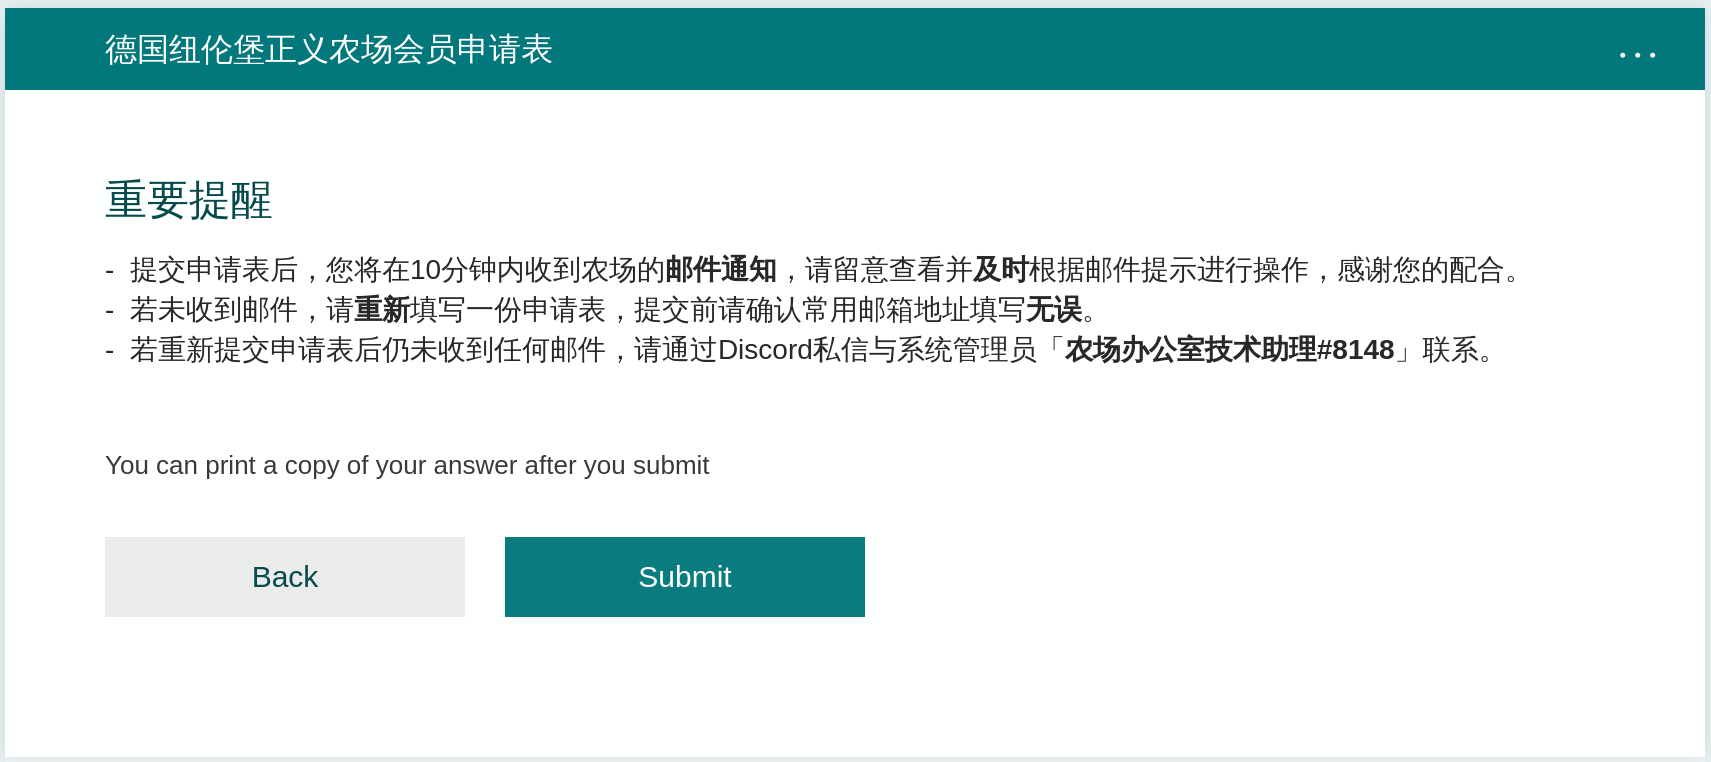 德国纽伦堡正义农场会员申请表
...
重要提醒
- 提交申请表后，您将在10分钟内收到农场的邮件通知，请留意查看并及时根据邮件提示进行操作，感谢您的配合。
- 若未收到邮件，请重新填写一份申请表，提交前请确认常用邮箱地址填写无误。
- 若重新提交申请表后仍未收到任何邮件，请通过Discord私信与系统管理员「农场办公室技术助理#8148」联系。
You can print a copy of your answer after you submit
Back
Submit